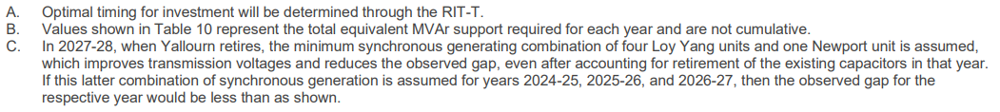 A. Optimal timing for investment will be determined through the RIT-T.
B. Values shown in Table 10 represent the total equivalent MVAr support required for each year and are not cumulative.
C. In 2027-28, when Yallourn retires, the minimum synchronous generating combination of four Loy Yang units and one Newport unit is assumed,
which improves transmission voltages and reduces the observed gap, even after accounting for retirement of the existing capacitors in that year.
If this latter combination of synchronous generation is assumed for years 2024-25, 2025-26, and 2026-27, then the observed gap for the
respective year would be less than as shown.